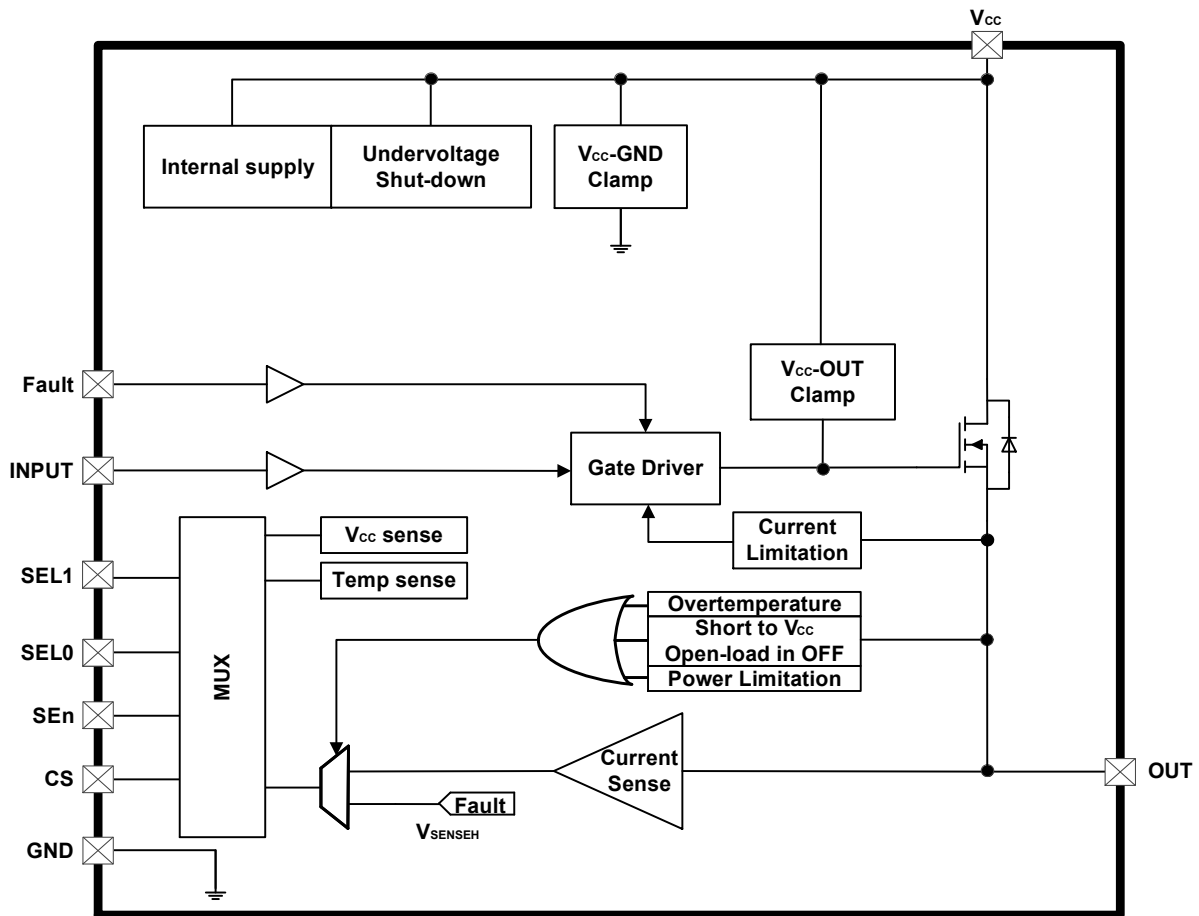 Vcc
Internal supply
Undervoltage
Shut-down
Vcc-GND
Clamp
Vcc-OUT
Clamp
Fault
INPUT
Gate Driver
Current
Limitation
Vcc sense
Temp sense
SEL1
SEL0
SEn
CS
GND
MUX
Overtemperature
Short to Vcc
Open-load in OFF
Power Limitation
Current
Sense
Fault
VSENSEH
OUT